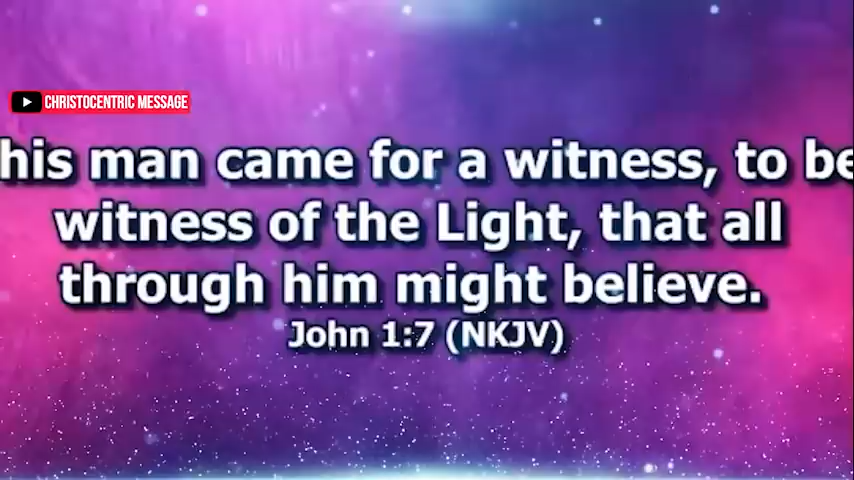 CHRISTOCENTRIC MESSAGE
his man came for a witness, to be
witness of the Light, that all
through him might believe.
John 1:7 (NKJV)